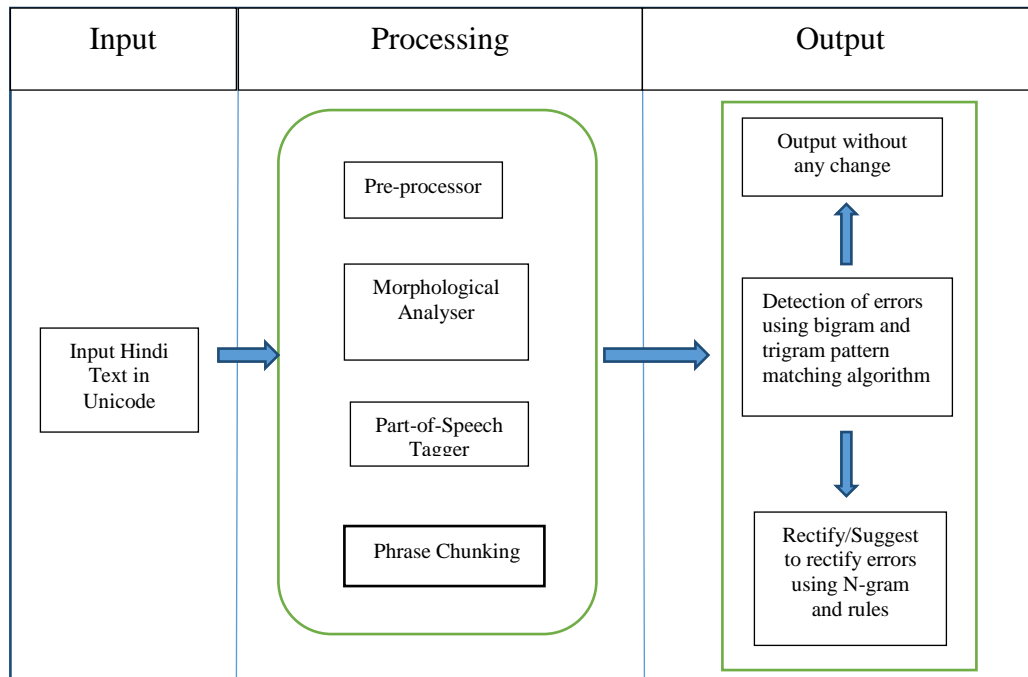 Input
Processing
Output
Input Hindi
Text in
Unicode
Pre-processor
Morphological
Analyser
Part-of-Speech
Tagger
Phrase Chunking
Output without
any change
Detection of errors
using bigram and
trigram pattern
matching algorithm
Rectify/Suggest
to rectify errors
using N-gram
and rules